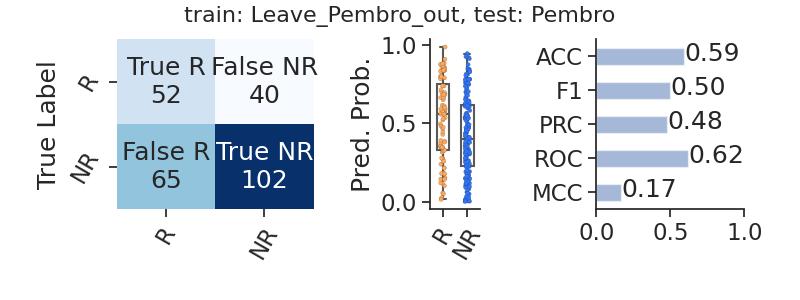 train: Leave_Pembro_out, test: Pembro
True Label
R
NR
True R
52
False NR
40
False R
65
True NR
102
R
NR
Pred. Prob.
1.0
0.5
0.0
R
NR
ACC
0.59
F1
0.50
PRC
0.48
ROC
0.62
MCC
0.17
0.0
0.5
1.0